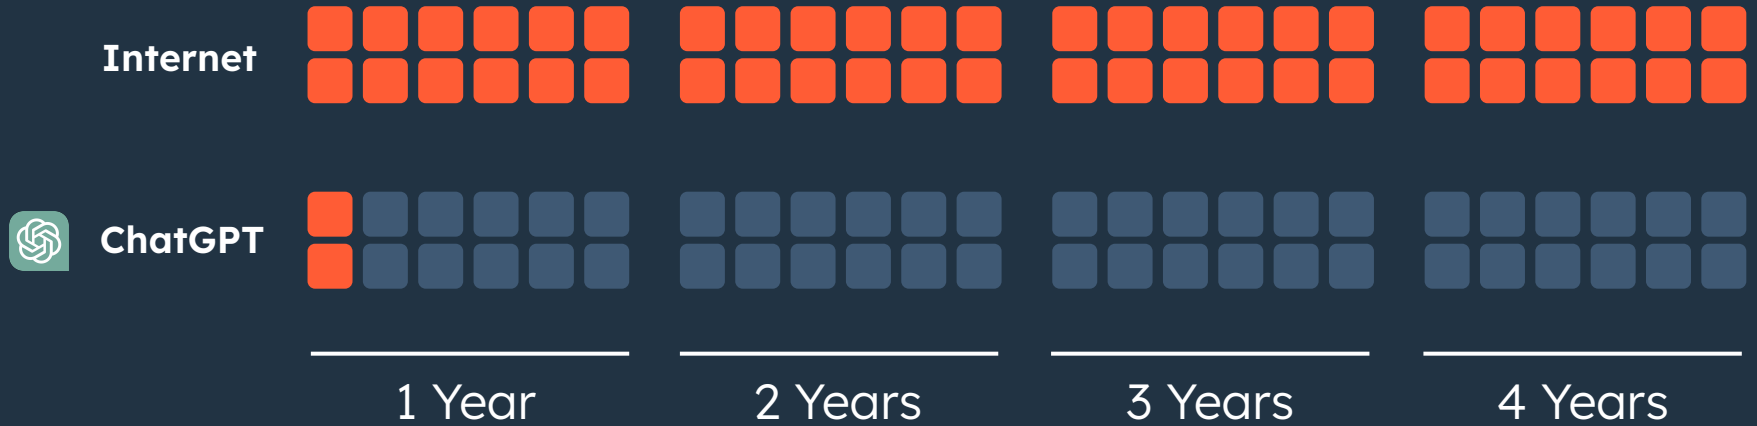 Internet
ChatGPT
1 Year
2 Years
3 Years
4 Years